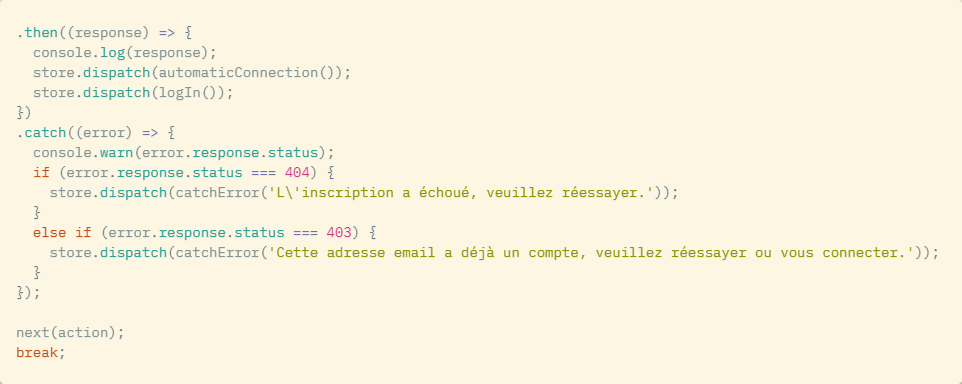 .then((response) => {
  console.log(response);
  store.dispatch(automaticConnection());
  store.dispatch(logIn());
})
.catch((error) => {
  console.warn(error.response.status);
  if (error.response.status === 404) {
    store.dispatch(catchError('L\'inscription a échoué, veuillez réessayer.'));
  }
  else if (error.response.status === 403) {
    store.dispatch(catchError('Cette adresse email a déjà un compte, veuillez réessayer ou vous connecter.'));
  }
});

next(action);
break;